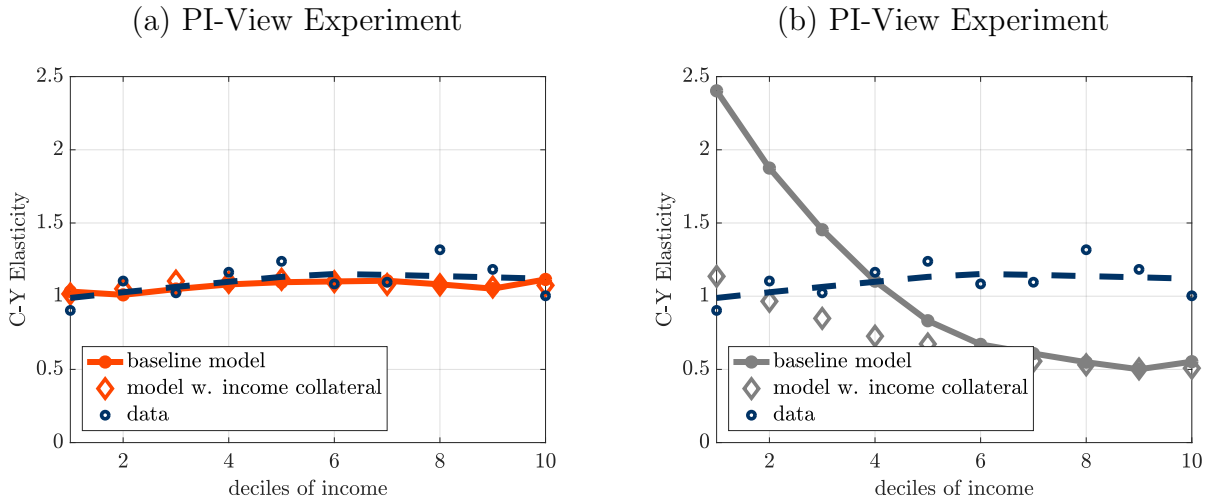 (a) PI-View Experiment
2.5
2
1.5
1
0.5
0
C-Y Elasticity
baseline model
model w. income collateral
data
2 4 6 8 10
deciles of income
(b) PI-View Experiment
2.5
2
1.5
1
0.5
0
C-Y Elasticity
baseline model
model w. income collateral
data
2 4 6 8 10
deciles of income